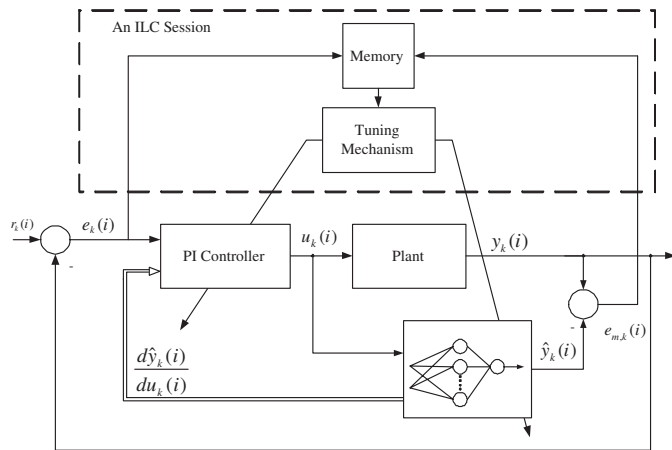 An ILC Session
Memory
Tuning
Mechanism
r_k(i)
e_k(i)
PI Controller
u_k(i)
Plant
y_k(i)
-
-
e_{m,k}(i)
ŷ_k(i)
dŷ_k(i)
du_k(i)